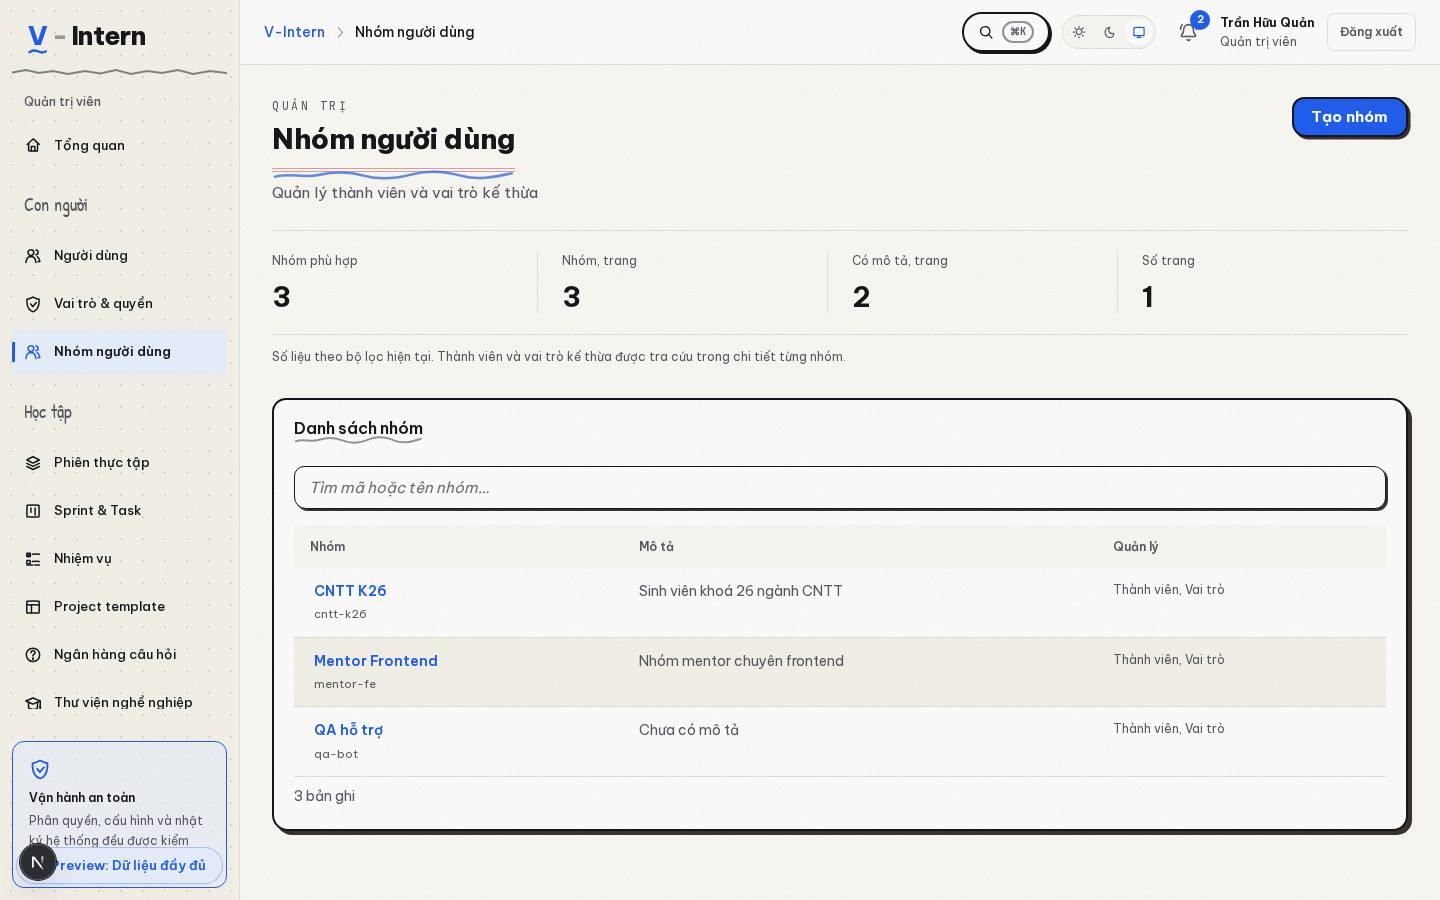 V - Intern
Quản trị viên
Tổng quan
Con người
Người dùng
Vai trò & quyền
Nhóm người dùng
Học tập
Phiên thực tập
Sprint & Task
Nhiệm vụ
Project template
Ngân hàng câu hỏi
Thư viện nghề nghiệp
Vận hành an toàn
Phân quyền, cấu hình và nhật
ký hệ thống đều được kiểm
Preview: Dữ liệu đầy đủ
N
V-Intern > Nhóm người dùng
⌘K
2
Trần Hữu Quản
Quản trị viên
Đăng xuất
QUẢN TRỊ
Nhóm người dùng
Quản lý thành viên và vai trò kế thừa
Tạo nhóm
Nhóm phù hợp
3
Nhóm, trang
3
Có mô tả, trang
2
Số trang
1
Số liệu theo bộ lọc hiện tại. Thành viên và vai trò kế thừa được tra cứu trong chi tiết từng nhóm.
Danh sách nhóm
Tìm mã hoặc tên nhóm...
Nhóm Mô tả Quản lý
CNTT K26 Sinh viên khoá 26 ngành CNTT Thành viên, Vai trò
cntt-k26
Mentor Frontend Nhóm mentor chuyên frontend Thành viên, Vai trò
mentor-fe
QA hỗ trợ Chưa có mô tả Thành viên, Vai trò
qa-bot
3 bản ghi